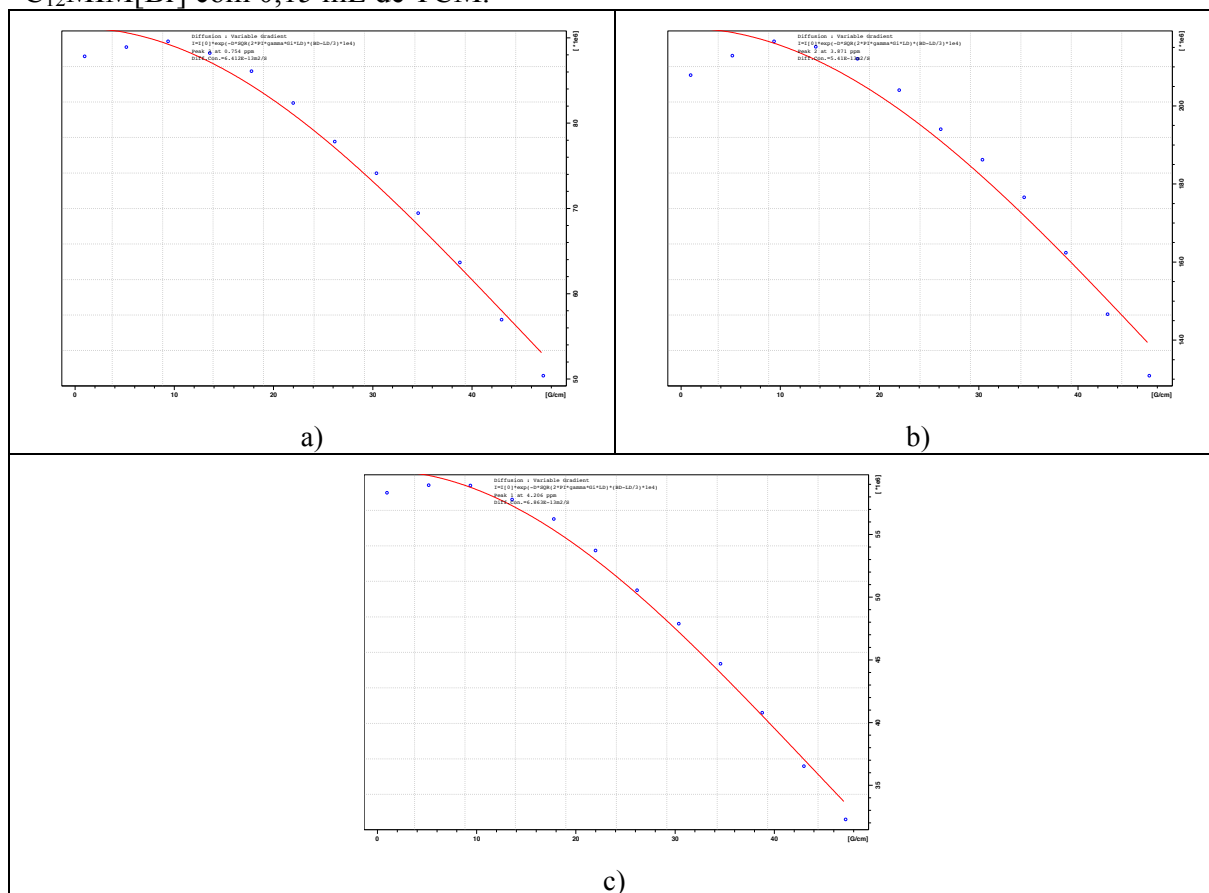 C₁₂MIM[Br] com 0,15 mL de TCM.
Diffusion : Variable Gradient
I=I[0]*exp(-D*SQR(2*PI*gamma*Gi*LD)*(BD-LD/3)*1e4)
Peak 2 at 0.754 ppm
Diff.Con.=6.412E-13m2/S
[*1e6]
80
70
60
50
0 10 20 30 40 [G/cm]
a)
Diffusion : Variable Gradient
I=I[0]*exp(-D*SQR(2*PI*gamma*Gi*LD)*(BD-LD/3)*1e4)
Peak 2 at 3.871 ppm
[*1e6]
200
180
160
140
0 10 20 30 40 [G/cm]
b)
Diffusion : Variable Gradient
I=I[0]*exp(-D*SQR(2*PI*gamma*Gi*LD)*(BD-LD/3)*1e4)
Peak 1 at 4.206 ppm
Diff.Con.=6.863E-13m2/S
[*1e6]
55
50
45
40
35
0 10 20 30 40 [G/cm]
c)